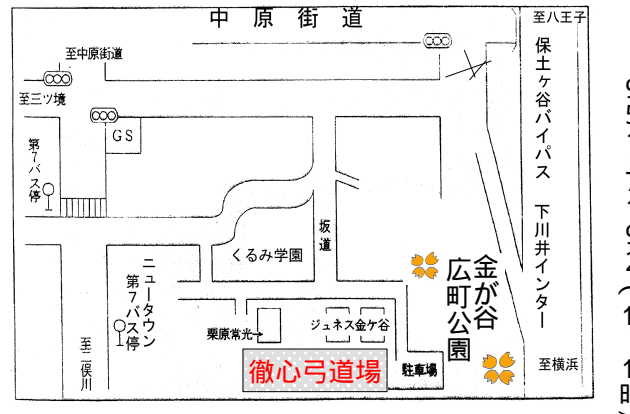 中原街道
至八王子
至中原街道
至三ツ境
GS
第7バス停
保土ヶ谷バイパス 下川井インター
坂道
くるみ学園
ニュータウン
第7バス停
金が谷
広町公園
栗原常光→
ジュネス金ケ谷
至二俣川
徹心弓道場
駐車場
至横浜